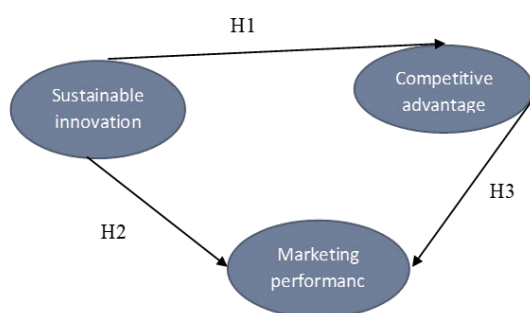 H1
Sustainable
innovation
Competitive
advantage
H2
H3
Marketing
performanc